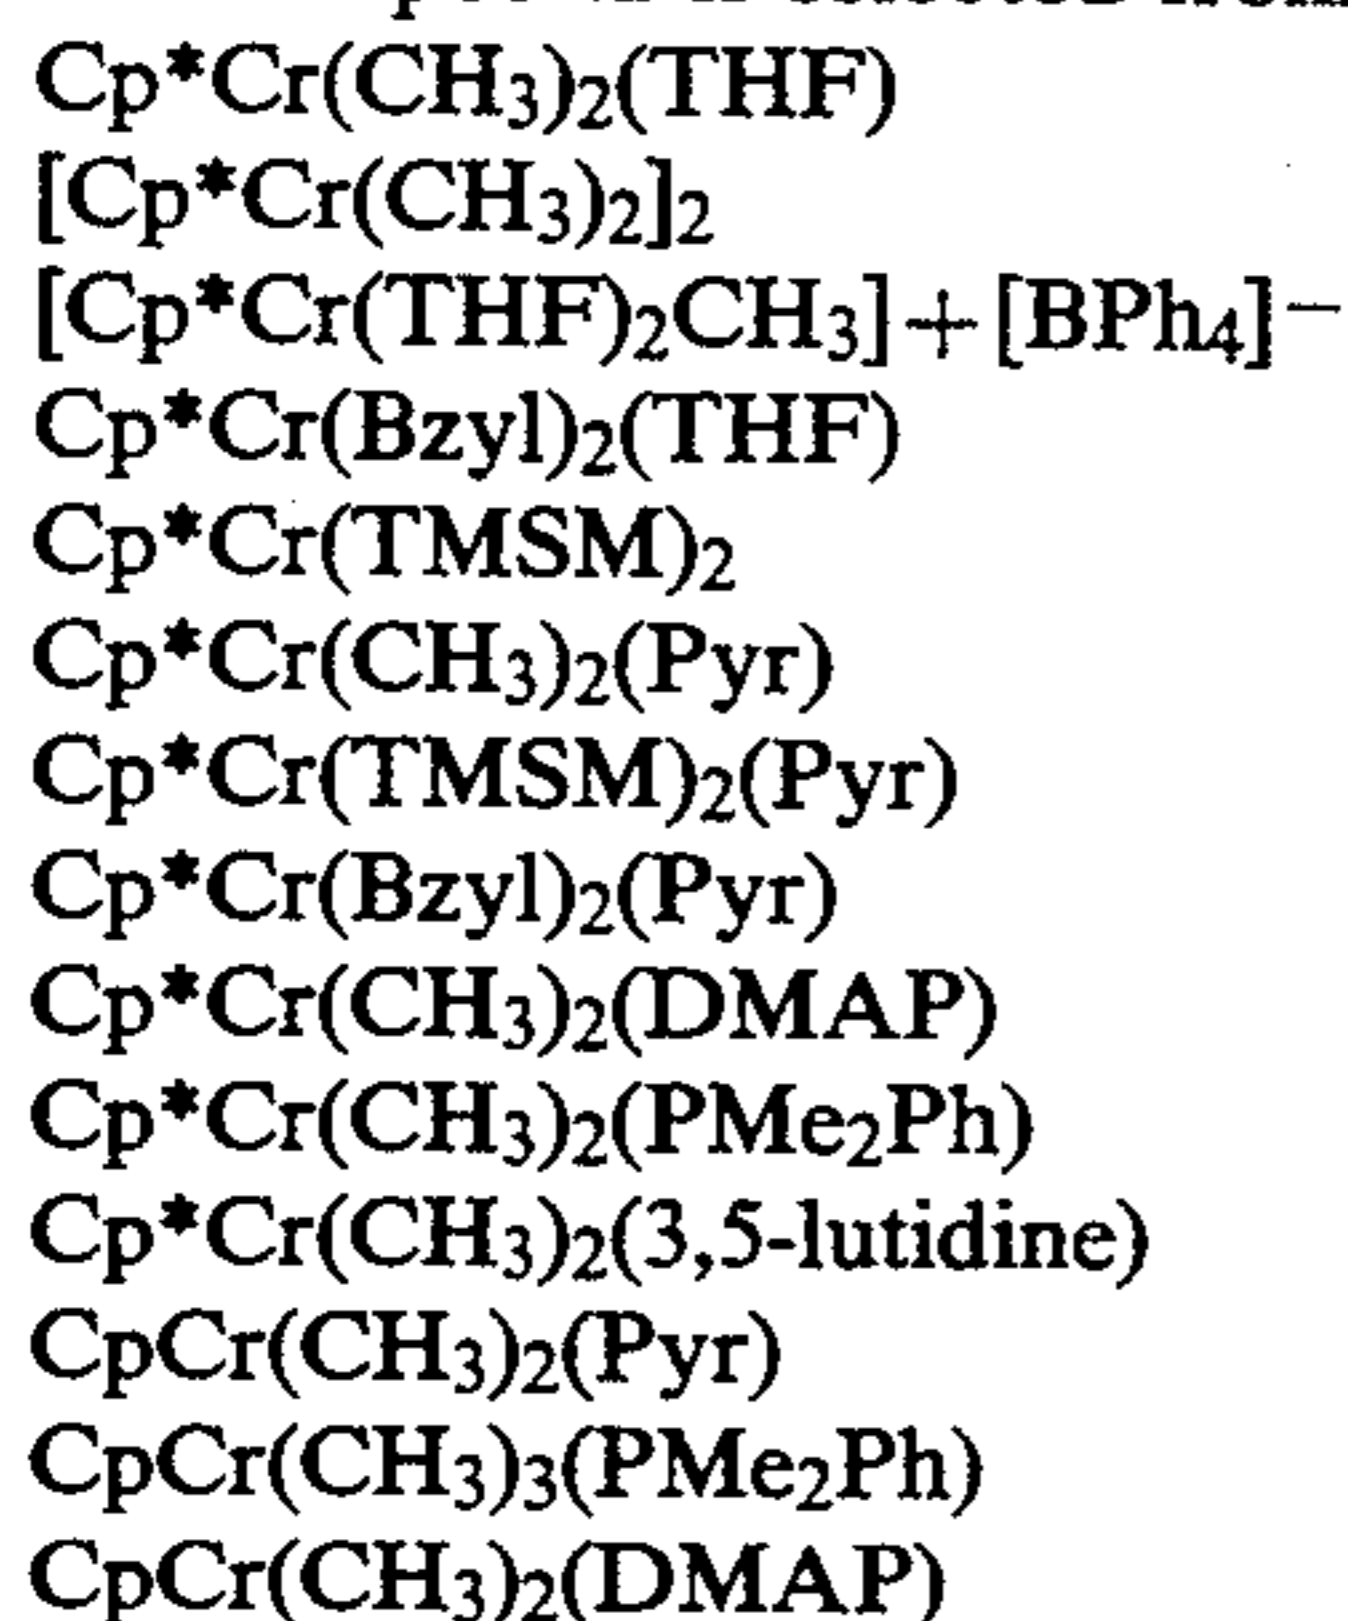 Cp*Cr(CH3)2(THF)
[Cp*Cr(CH3)2]2
[Cp*Cr(THF)2CH3]+[BPh4]−
Cp*Cr(Bzyl)2(THF)
Cp*Cr(TMSM)2
Cp*Cr(CH3)2(Pyr)
Cp*Cr(TMSM)2(Pyr)
Cp*Cr(Bzyl)2(Pyr)
Cp*Cr(CH3)2(DMAP)
Cp*Cr(CH3)2(PMe2Ph)
Cp*Cr(CH3)2(3,5-lutidine)
CpCr(CH3)2(Pyr)
CpCr(CH3)3(PMe2Ph)
CpCr(CH3)2(DMAP)